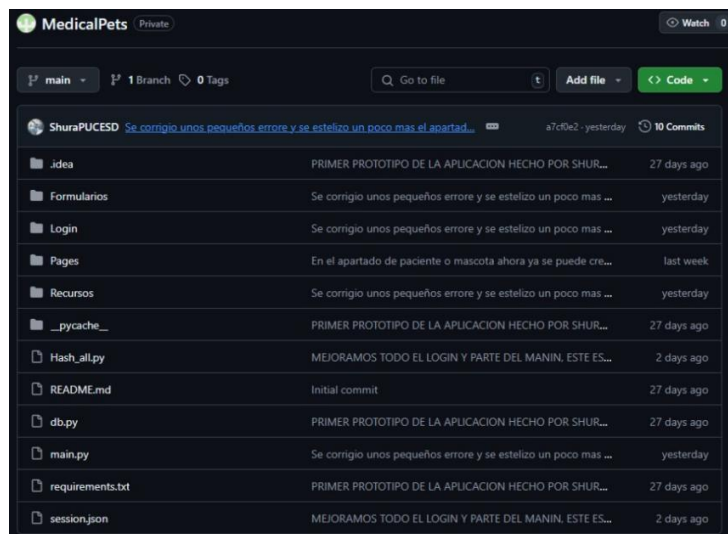 MedicalPets Private Watch 0
main 1 Branch 0 Tags Go to file t Add file Code
ShuraPUCESD Se corrigio unos pequeños errore y se estelizo un poco mas el apartad... a7cf0e2 · yesterday 10 Commits
.idea PRIMER PROTOTIPO DE LA APLICACION HECHO POR SHUR... 27 days ago
Formularios Se corrigio unos pequeños errore y se estelizo un poco mas ... yesterday
Login Se corrigio unos pequeños errore y se estelizo un poco mas ... yesterday
Pages En el apartado de paciente o mascota ahora ya se puede cre... last week
Recursos Se corrigio unos pequeños errore y se estelizo un poco mas ... yesterday
__pycache__ PRIMER PROTOTIPO DE LA APLICACION HECHO POR SHUR... 27 days ago
Hash_all.py MEJORAMOS TODO EL LOGIN Y PARTE DEL MANIN, ESTE ES... 2 days ago
README.md Initial commit 27 days ago
db.py PRIMER PROTOTIPO DE LA APLICACION HECHO POR SHUR... 27 days ago
main.py Se corrigio unos pequeños errore y se estelizo un poco mas ... yesterday
requirements.txt PRIMER PROTOTIPO DE LA APLICACION HECHO POR SHUR... 27 days ago
session.json MEJORAMOS TODO EL LOGIN Y PARTE DEL MANIN, ESTE ES... 2 days ago